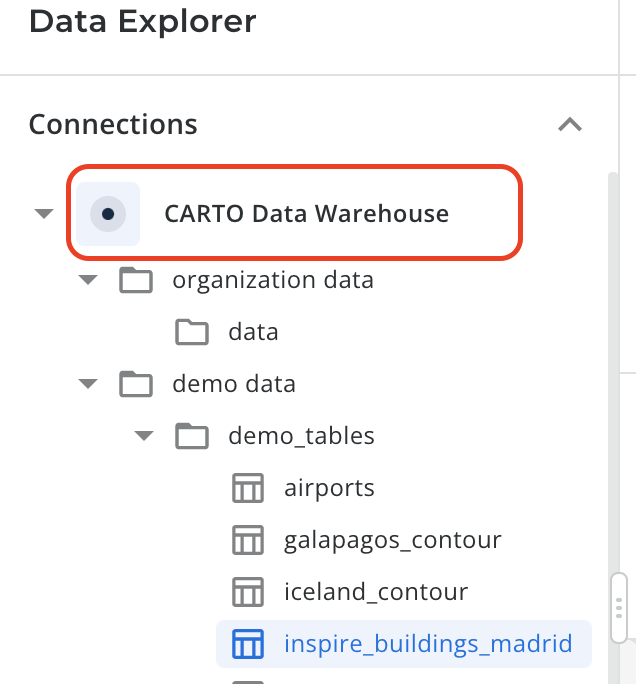 Data Explorer
Connections
CARTO Data Warehouse
organization data
data
demo data
demo_tables
airports
galapagos_contour
iceland_contour
inspire_buildings_madrid